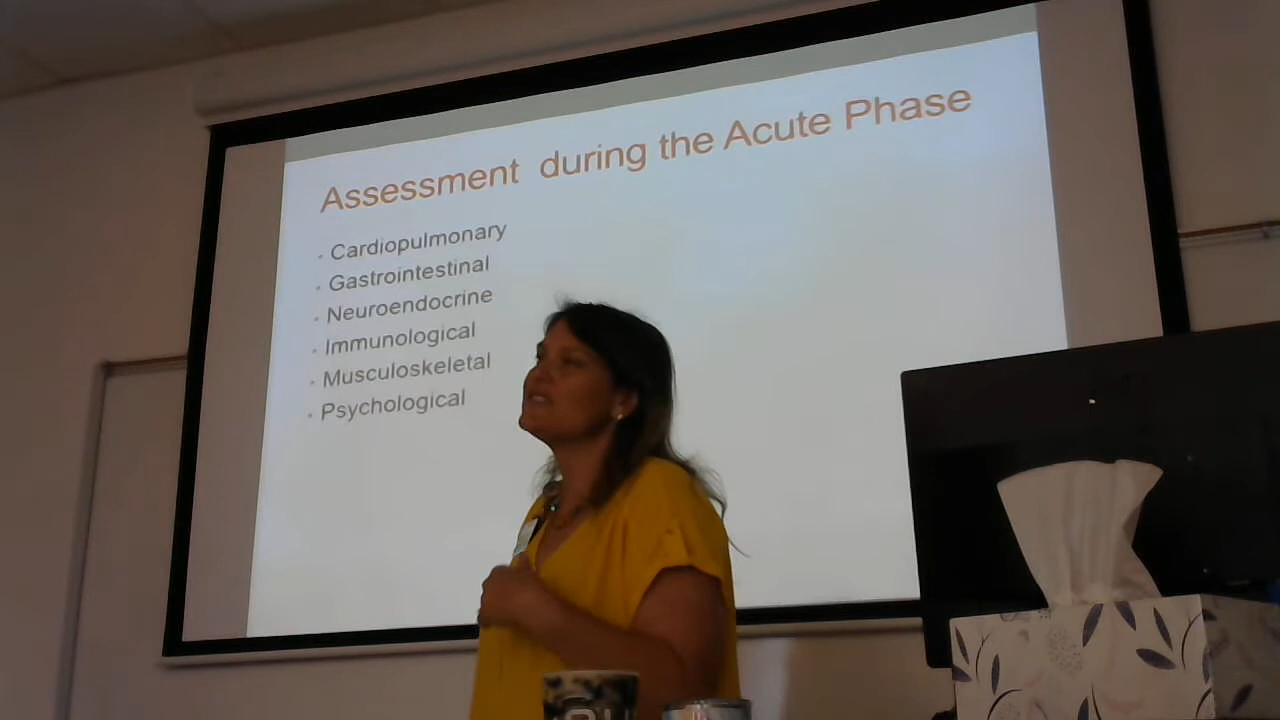 Assessment during the Acute Phase
Cardiopulmonary
Gastrointestinal
Neuroendocrine
Immunological
Musculoskeletal
Psychological